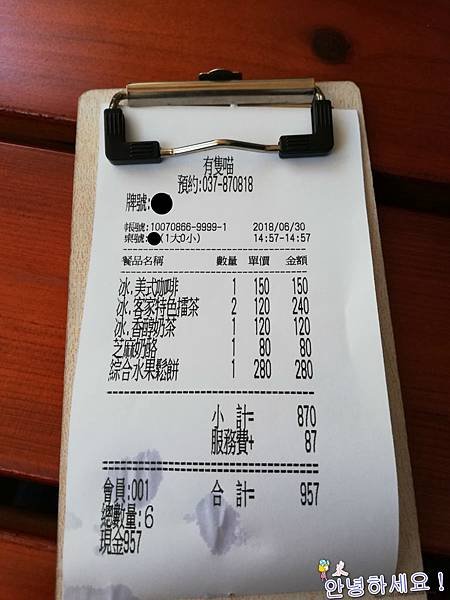 有隻喵
預約:037-870818
牌號:
帳號:10070866-9999-1 2018/06/30
桌號: (1大0小) 14:57-14:57
餐品名稱 數量 單價 金額
冰.美式咖啡 1 150 150
冰.客家特色擂茶 2 120 240
冰.香醇奶茶 1 120 120
芝麻奶酪 1 80 80
綜合水果鬆餅 1 280 280
小 計= 870
服務費+ 87
會員:001 合 計= 957
總數量:6
現金957
안녕하세요!